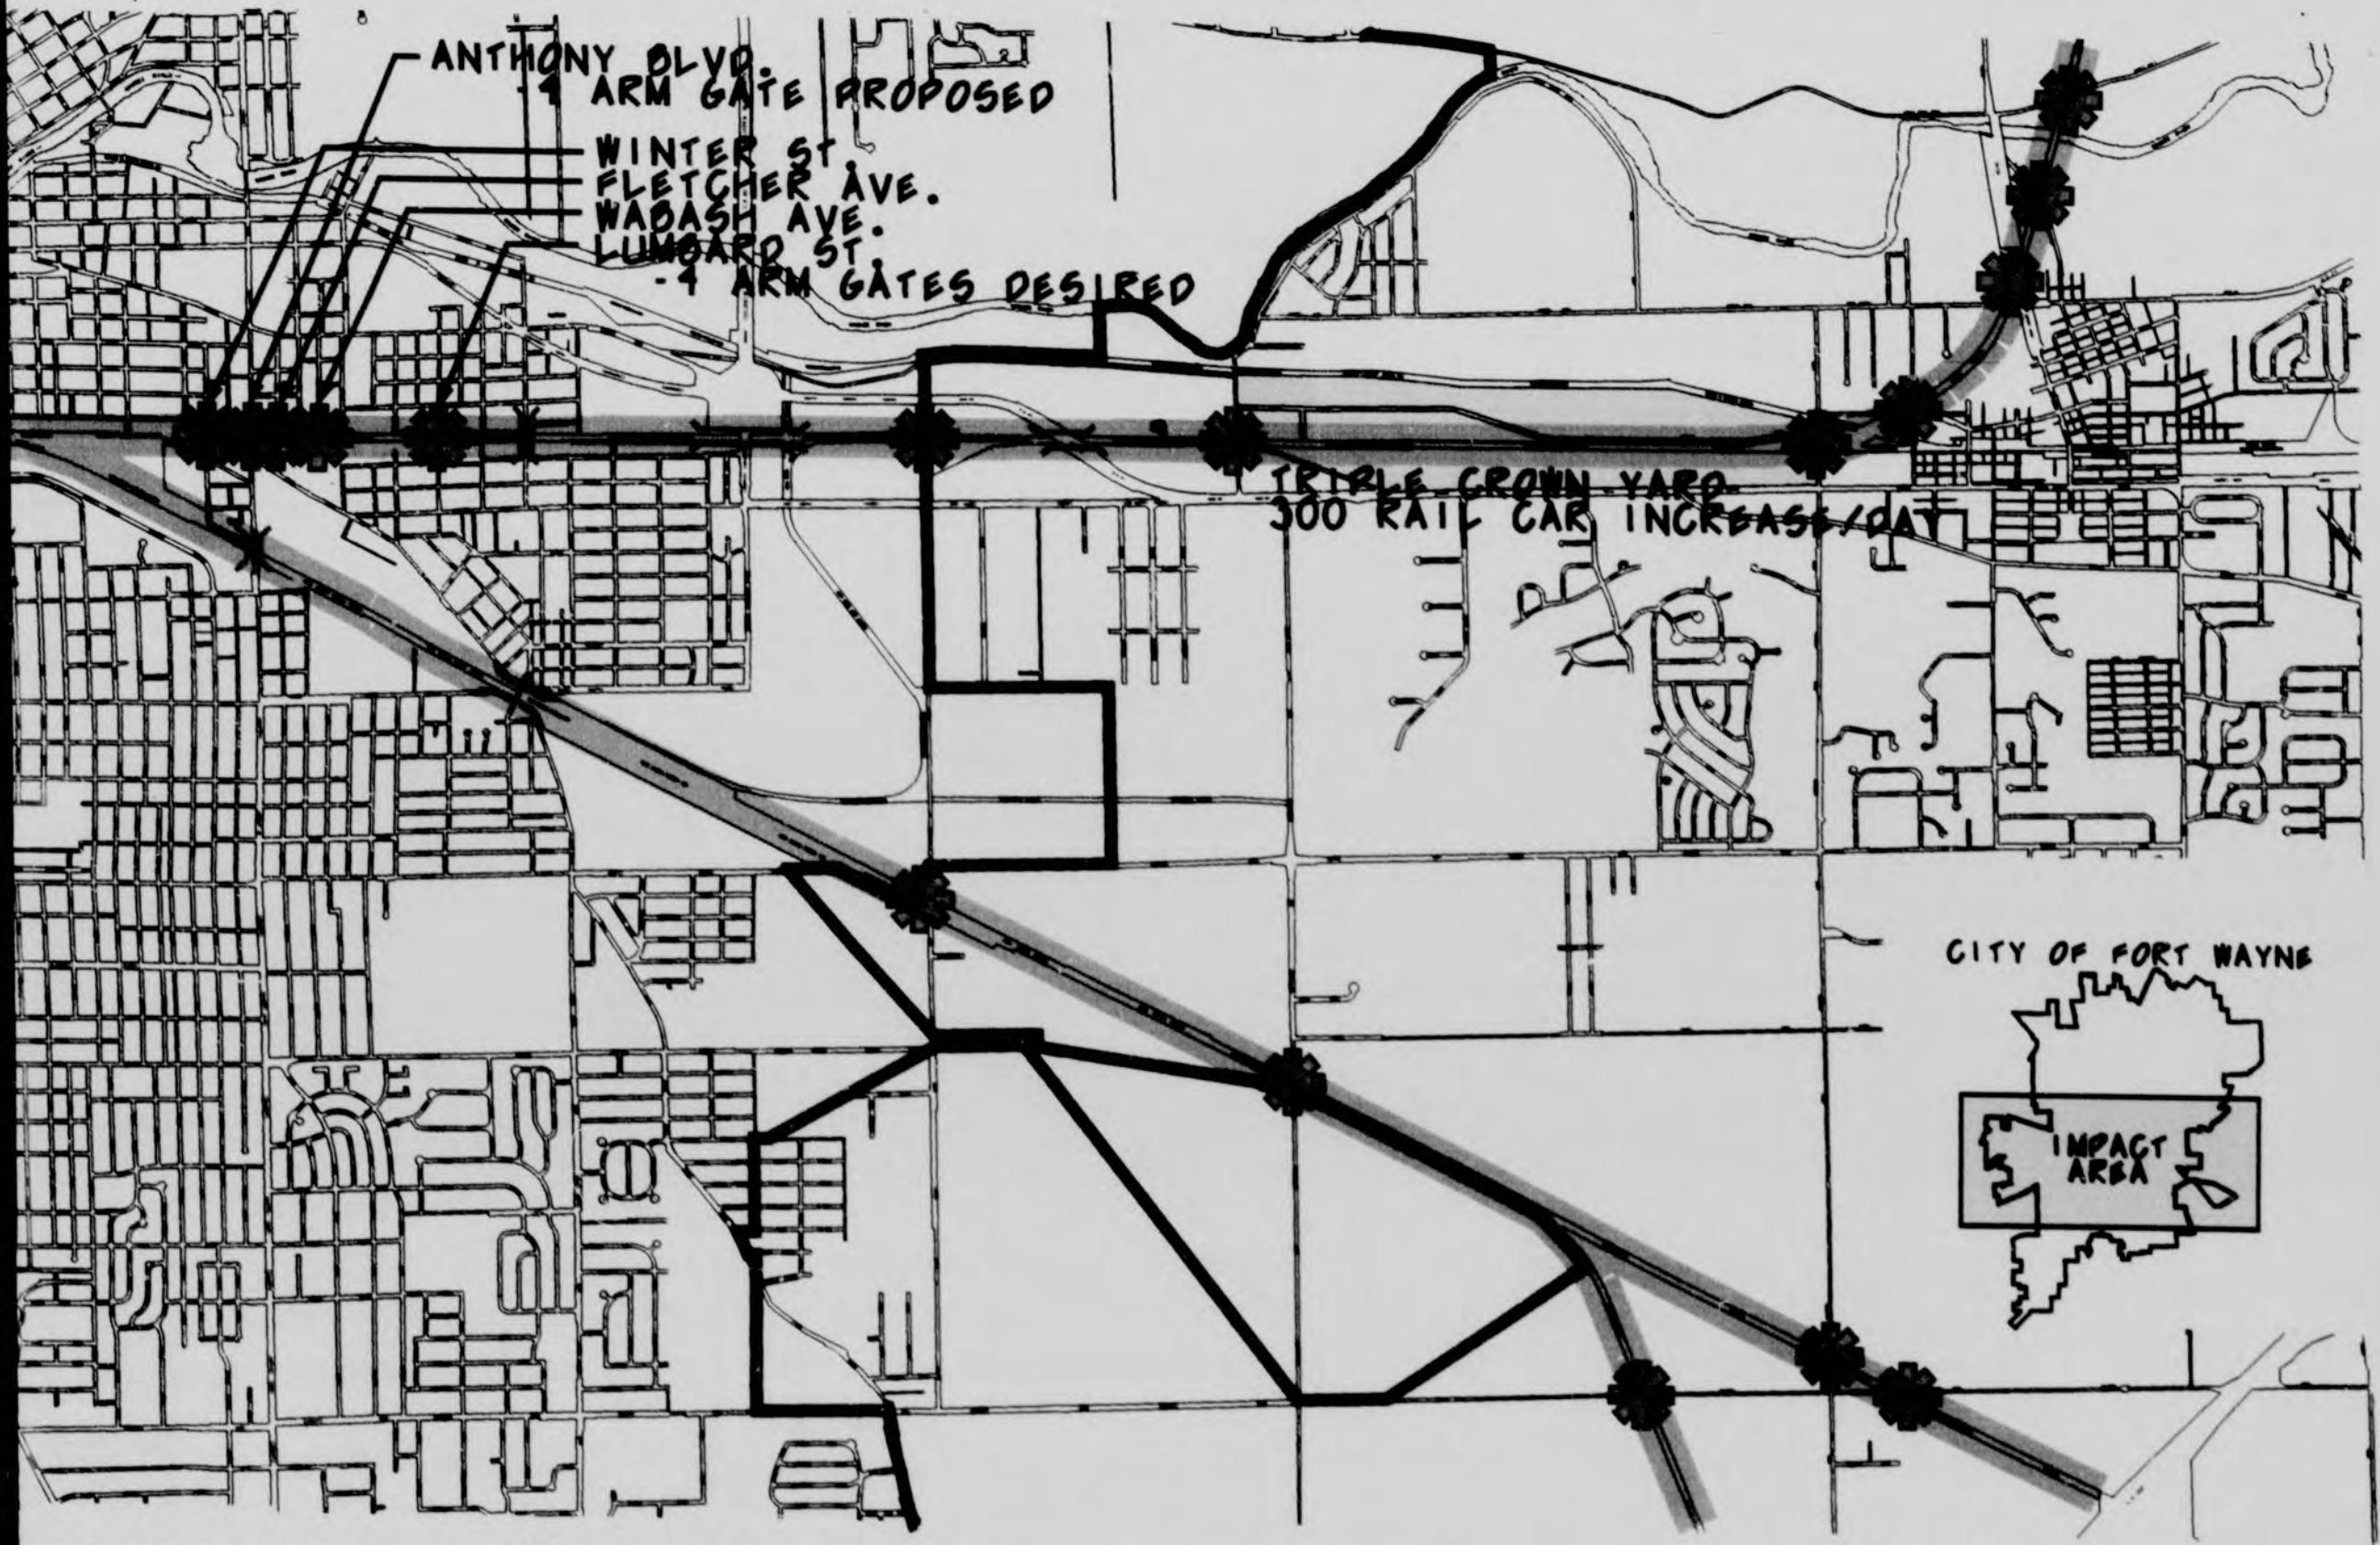 ANTHONY BLVD.
-4 ARM GATE PROPOSED
WINTER ST.
FLETCHER AVE.
WABASH AVE.
LUMBARD ST.
-4 ARM GATES DESIRED
TRIPLE CROWN YARD
300 RAIL CAR INCREASE/DAY
CITY OF FORT WAYNE
IMPACT
AREA